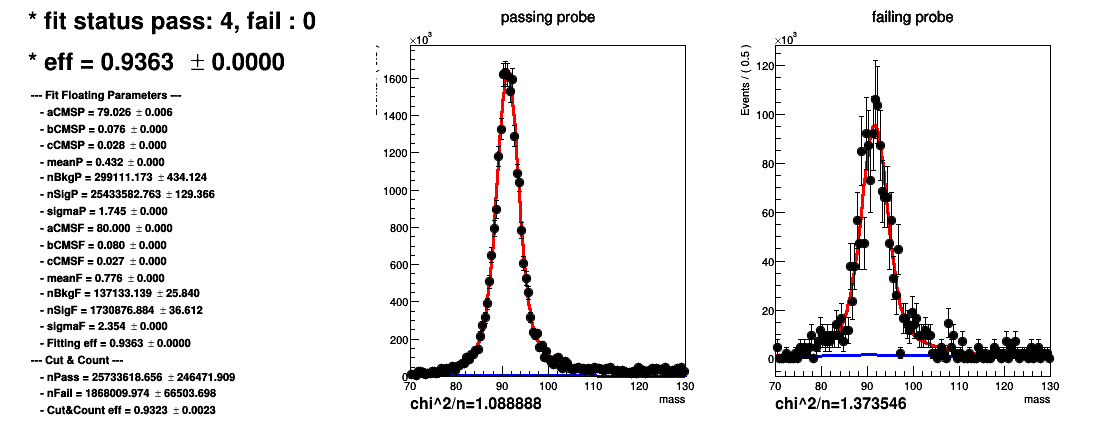 * fit status pass: 4, fail : 0
* eff = 0.9363 ± 0.0000
--- Fit Floating Parameters ---
- aCMSP = 79.026 ± 0.006
- bCMSP = 0.076 ± 0.000
- cCMSP = 0.028 ± 0.000
- meanP = 0.432 ± 0.000
- nBkgP = 299111.173 ± 434.124
- nSigP = 25433582.763 ± 129.366
- sigmaP = 1.745 ± 0.000
- aCMSF = 80.000 ± 0.000
- bCMSF = 0.080 ± 0.000
- cCMSF = 0.027 ± 0.000
- meanF = 0.776 ± 0.000
- nBkgF = 137133.139 ± 25.840
- nSigF = 1730876.884 ± 36.612
- sigmaF = 2.354 ± 0.000
- Fitting eff = 0.9363 ± 0.0000
--- Cut & Count ---
- nPass = 25733618.656 ± 246471.909
- nFail = 1868009.974 ± 66503.698
- Cut&Count eff = 0.9323 ± 0.0023
passing probe
×10³
1600
1400
1200
1000
800
600
400
200
0
70 80 90 100 110 120 130
mass
chi^2/n=1.088888
failing probe
×10³
Events / ( 0.5 )
120
100
80
60
40
20
0
70 80 90 100 110 120 130
mass
chi^2/n=1.373546